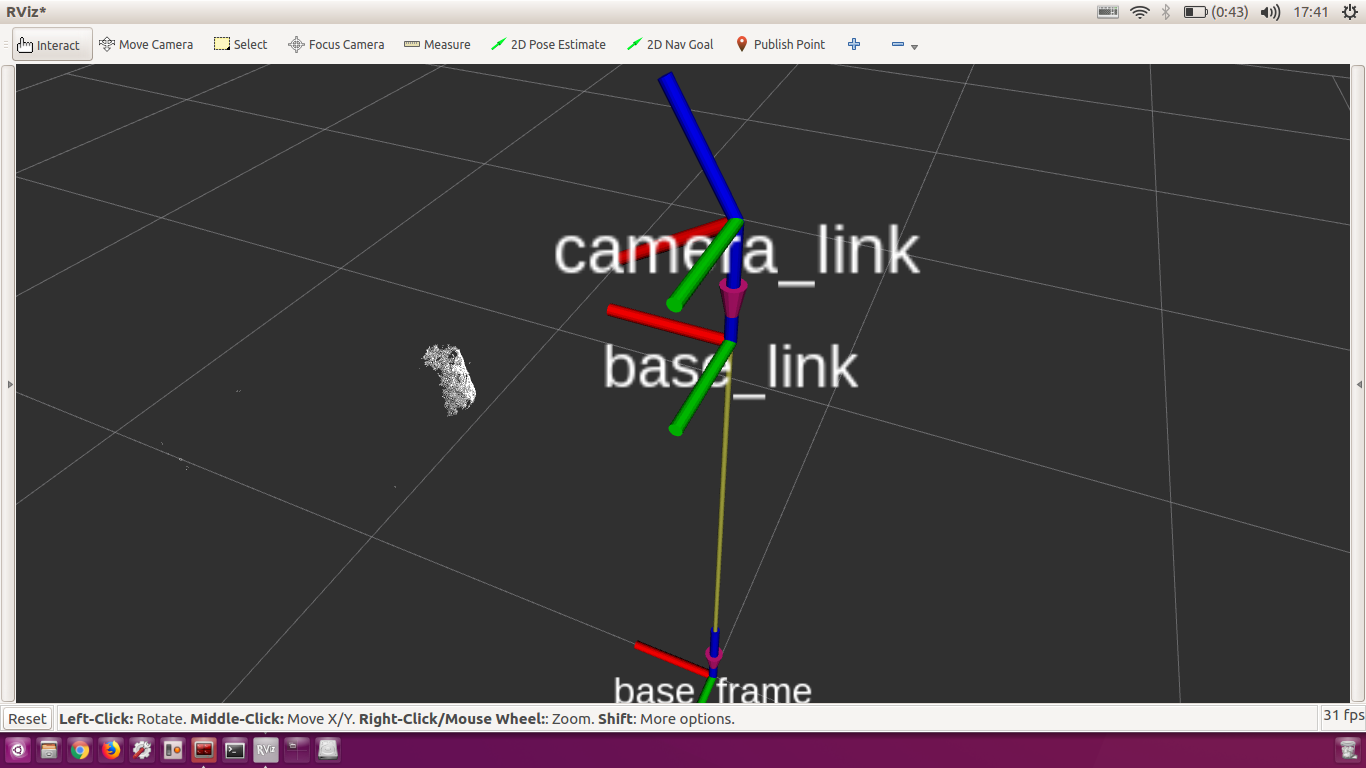 RViz*
(0:43)
17:41
Interact
Move Camera
Select
Focus Camera
Measure
2D Pose Estimate
2D Nav Goal
Publish Point
camera_link
base_link
base_frame
Reset
Left-Click: Rotate. Middle-Click: Move X/Y. Right-Click/Mouse Wheel:: Zoom. Shift: More options.
31 fps
RViz